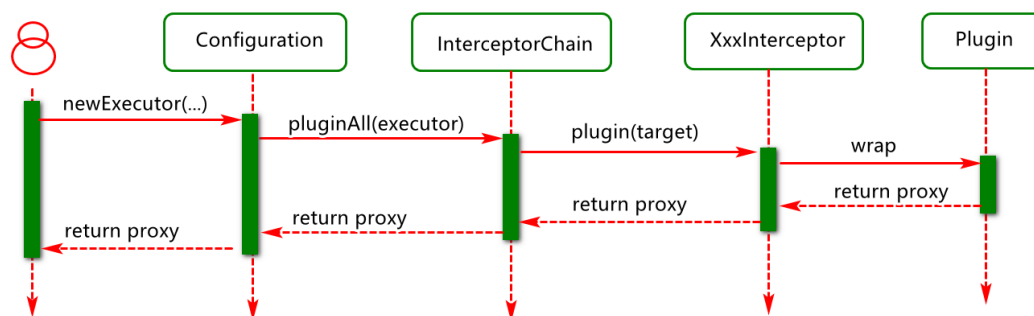 Configuration
InterceptorChain
XxxInterceptor
Plugin
newExecutor(...)
pluginAll(executor)
plugin(target)
wrap
return proxy
return proxy
return proxy
return proxy